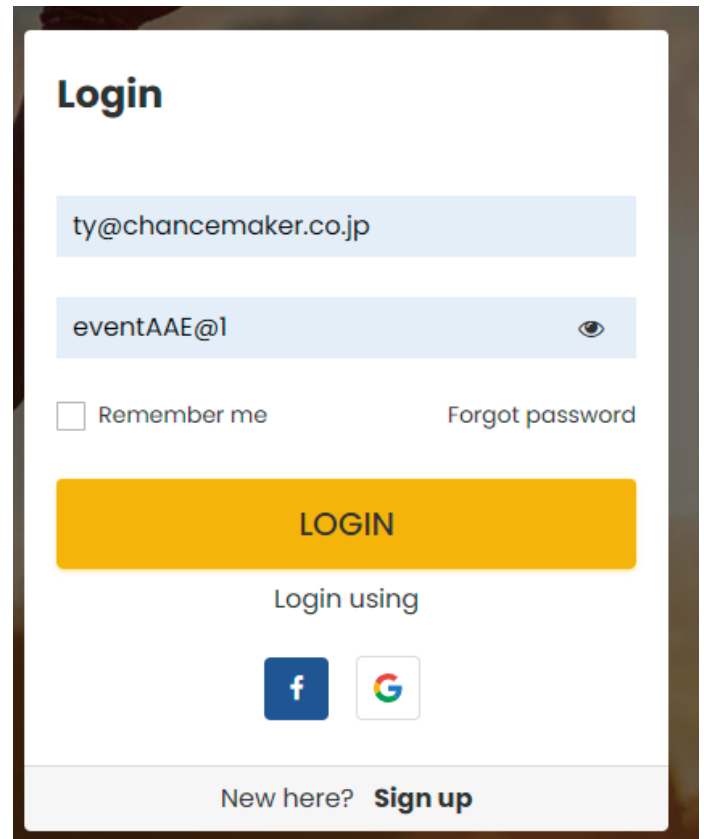 Login
ty@chancemaker.co.jp
eventAAE@1
Remember me Forgot password
LOGIN
Login using
New here? Sign up